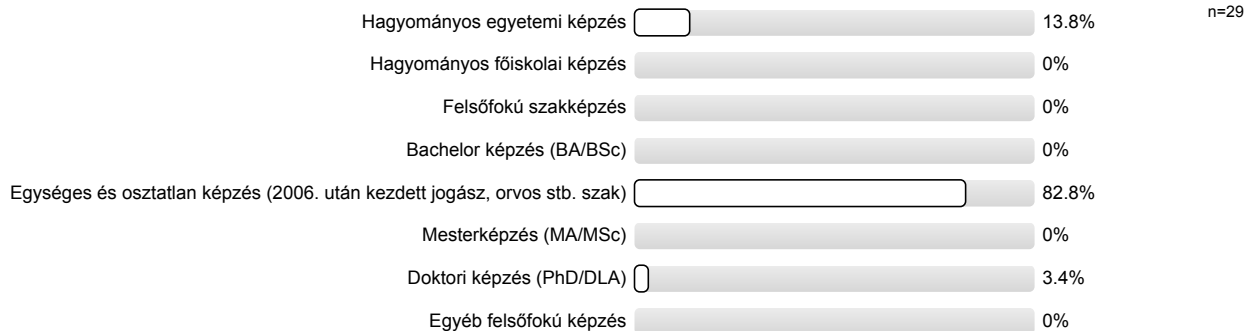 Hagyományos egyetemi képzés 13.8% n=29
Hagyományos főiskolai képzés 0%
Felsőfokú szakképzés 0%
Bachelor képzés (BA/BSc) 0%
Egységes és osztatlan képzés (2006. után kezdett jogász, orvos stb. szak) 82.8%
Mesterképzés (MA/MSc) 0%
Doktori képzés (PhD/DLA) 3.4%
Egyéb felsőfokú képzés 0%